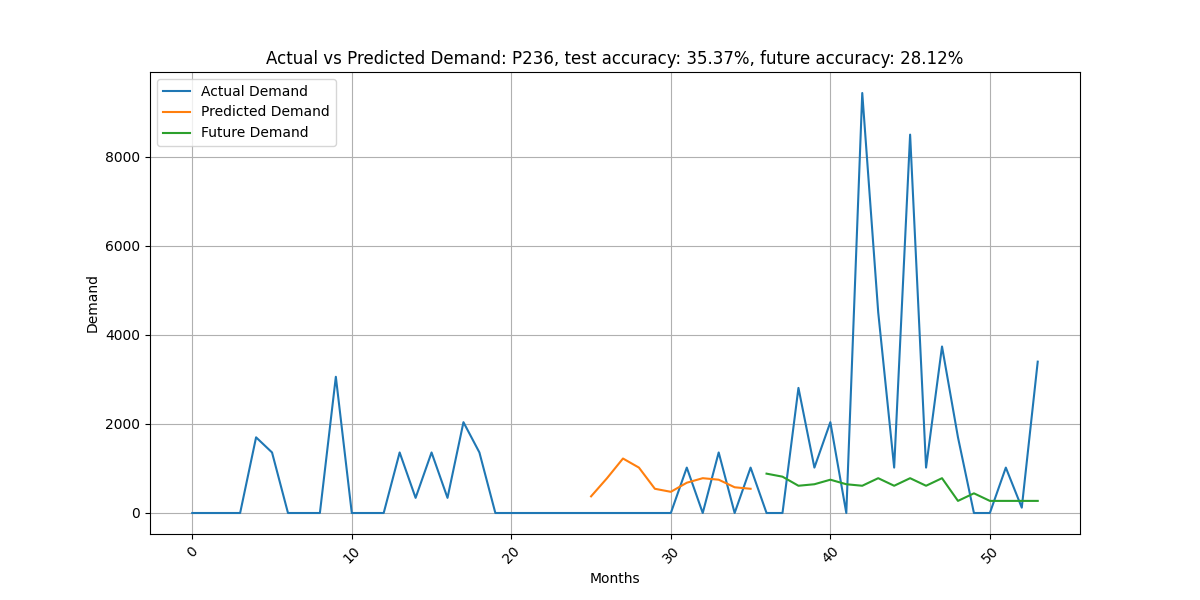 Actual vs Predicted Demand: P236, test accuracy: 35.37%, future accuracy: 28.12%
Actual Demand
Predicted Demand
Future Demand
8000
6000
4000
2000
0
Demand
0
10
20
30
40
50
Months